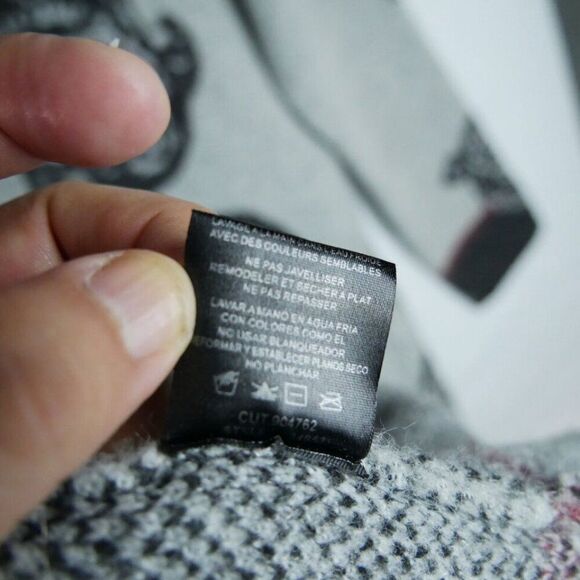 LAVAGE A LA MAIN DANS L'EAU FROIDE
AVEC DES COULEURS SEMBLABLES
NE PAS JAVELLISER
REMODELER ET SECHER A PLAT
NE PAS REPASSER
LAVAR A MANO EN AGUA FRIA
CON COLORES COMO EL
NO USAR BLANQUEADOR
EFORMAR Y ESTABLECER PLANOS SECO
NO PLANCHAR
CUT 904762